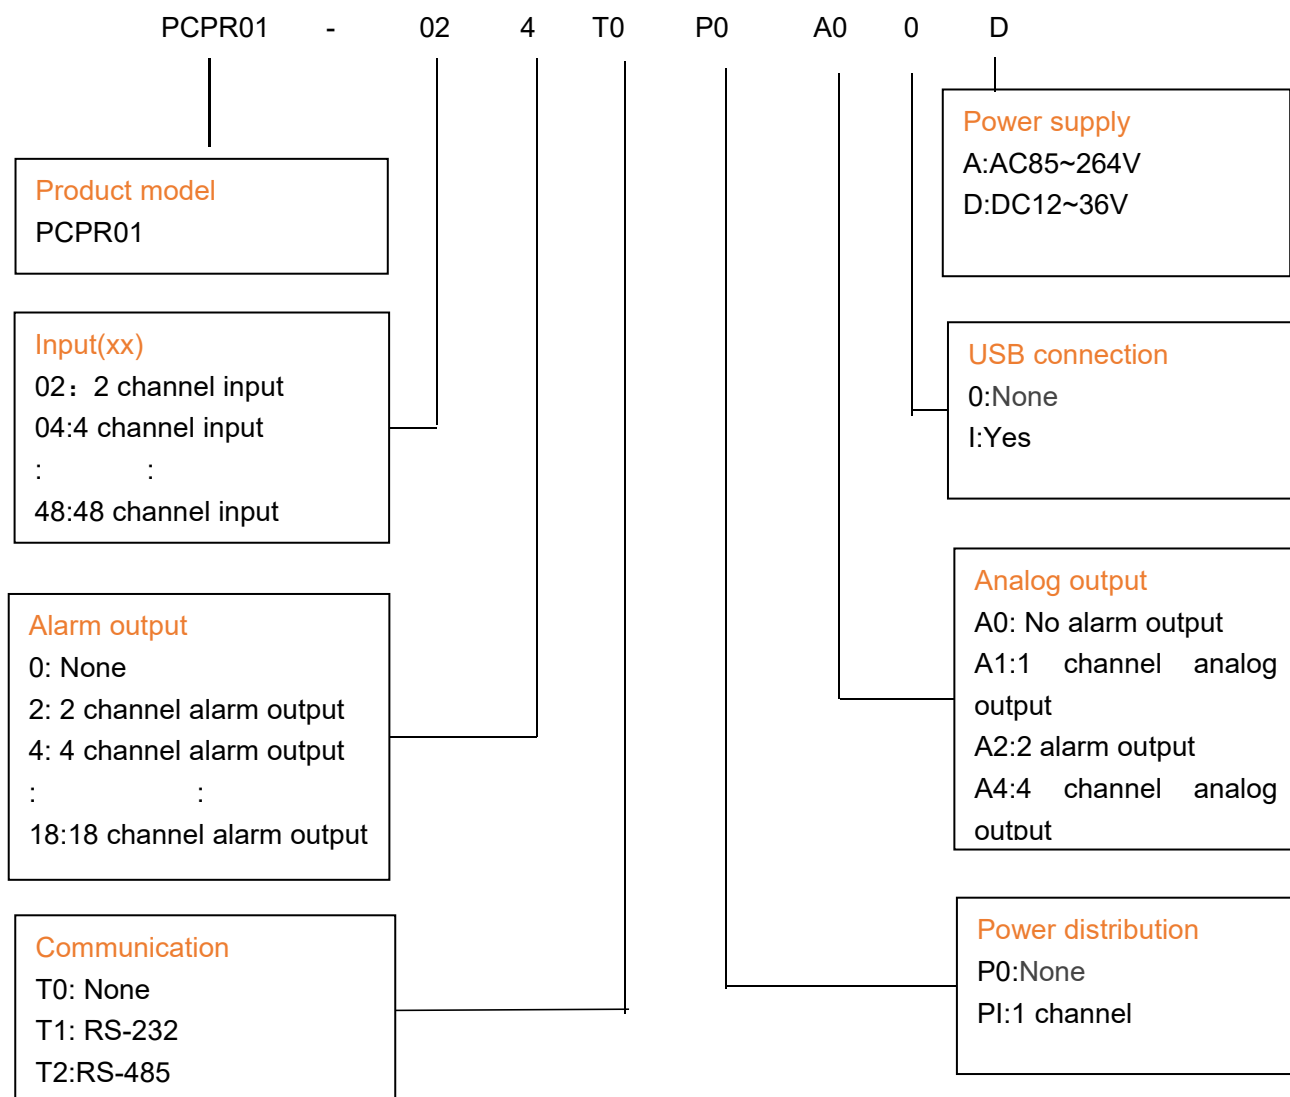 PCPR01 - 02 4 T0 P0 A0 0 D
Product model
PCPR01
Input(xx)
02：2 channel input
04:4 channel input
: :
48:48 channel input
Alarm output
0: None
2: 2 channel alarm output
4: 4 channel alarm output
: :
18:18 channel alarm output
Communication
T0: None
T1: RS-232
T2:RS-485
Power supply
A:AC85~264V
D:DC12~36V
USB connection
0:None
I:Yes
Analog output
A0: No alarm output
A1:1 channel analog
output
A2:2 alarm output
A4:4 channel analog
output
Power distribution
P0:None
PI:1 channel